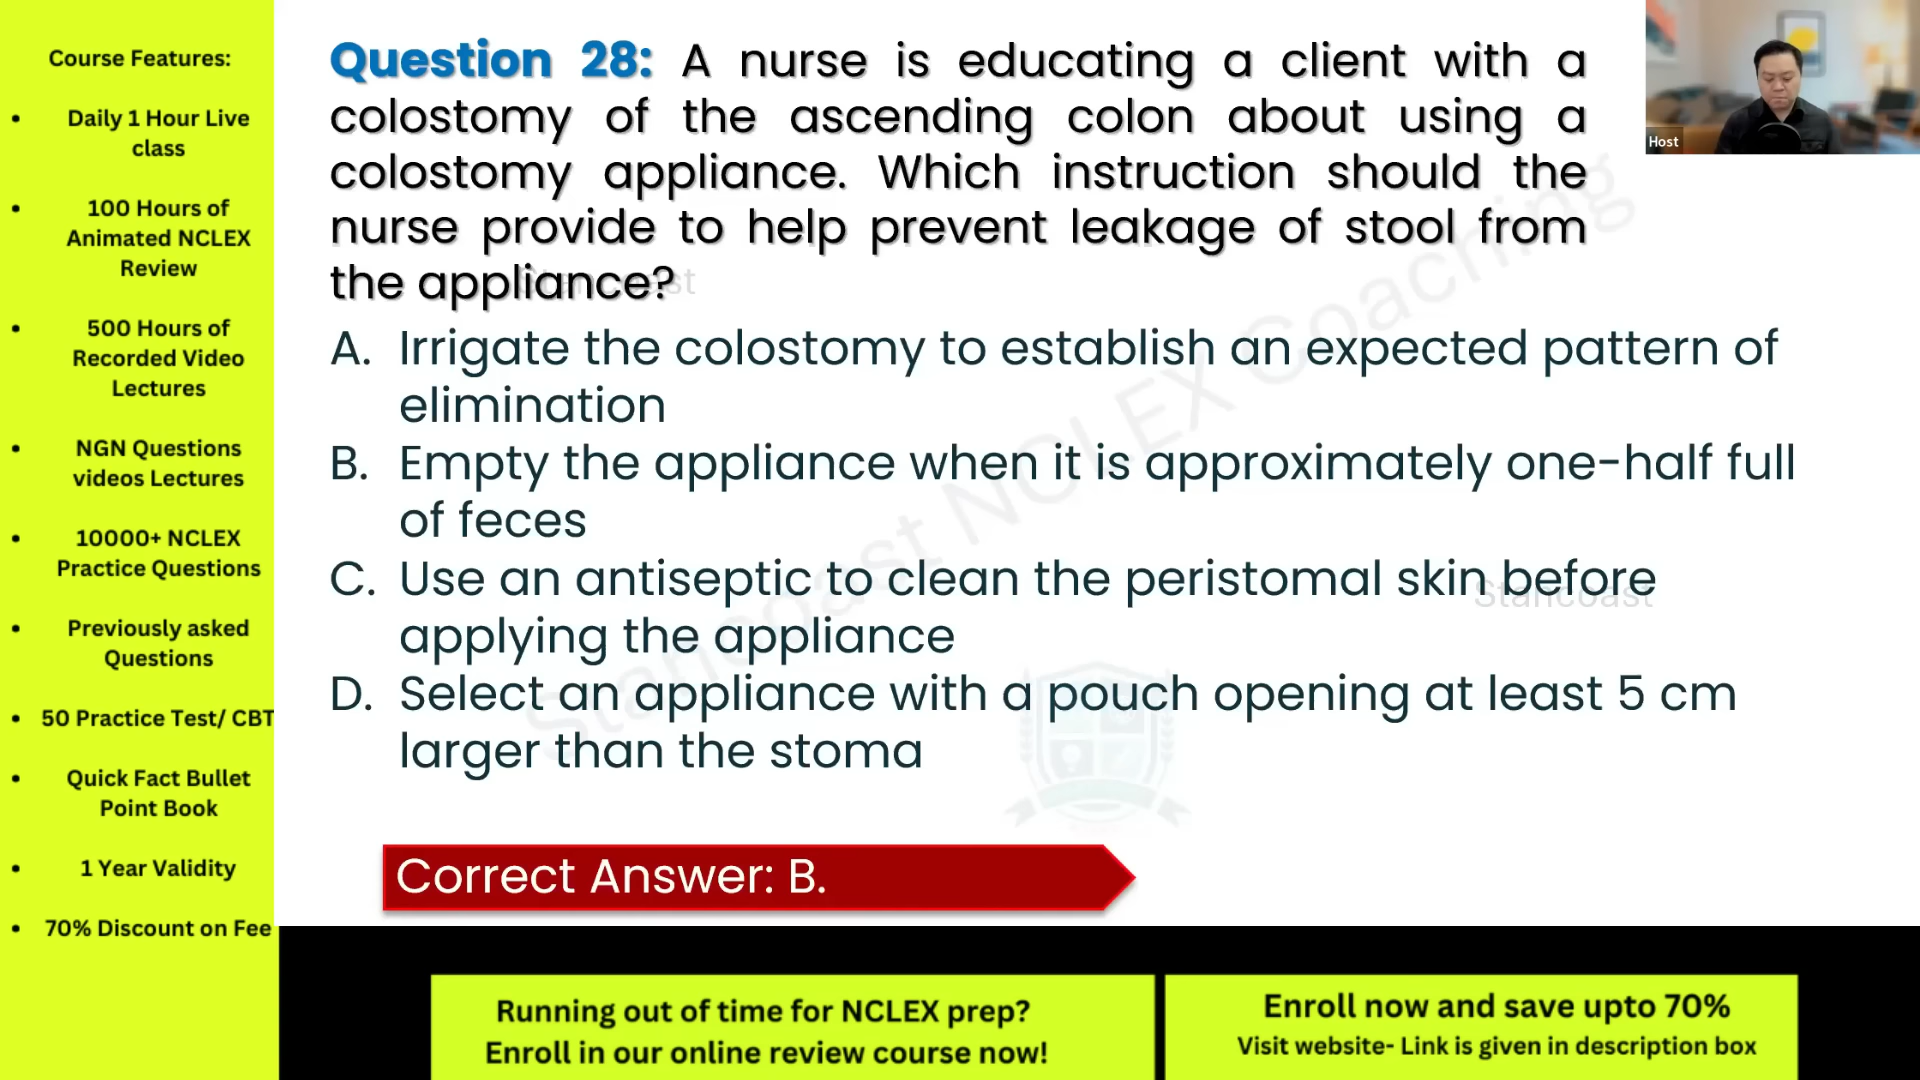 Course Features:
• Daily 1 Hour Live
class
• 100 Hours of
Animated NCLEX
Review
• 500 Hours of
Recorded Video
Lectures
• NGN Questions
videos Lectures
• 10000+ NCLEX
Practice Questions
• Previously asked
Questions
• 50 Practice Test/ CBT
• Quick Fact Bullet
Point Book
• 1 Year Validity
• 70% Discount on Fee
Question 28: A nurse is educating a client with a
colostomy of the ascending colon about using a
colostomy appliance. Which instruction should the
nurse provide to help prevent leakage of stool from
the appliance?
A. Irrigate the colostomy to establish an expected pattern of
elimination
B. Empty the appliance when it is approximately one-half full
of feces
C. Use an antiseptic to clean the peristomal skin before
applying the appliance
D. Select an appliance with a pouch opening at least 5 cm
larger than the stoma
Correct Answer: B.
Host
Stancoast NCLEX Coaching
Stancoast
Stancoast
Running out of time for NCLEX prep?
Enroll in our online review course now!
Enroll now and save upto 70%
Visit website- Link is given in description box